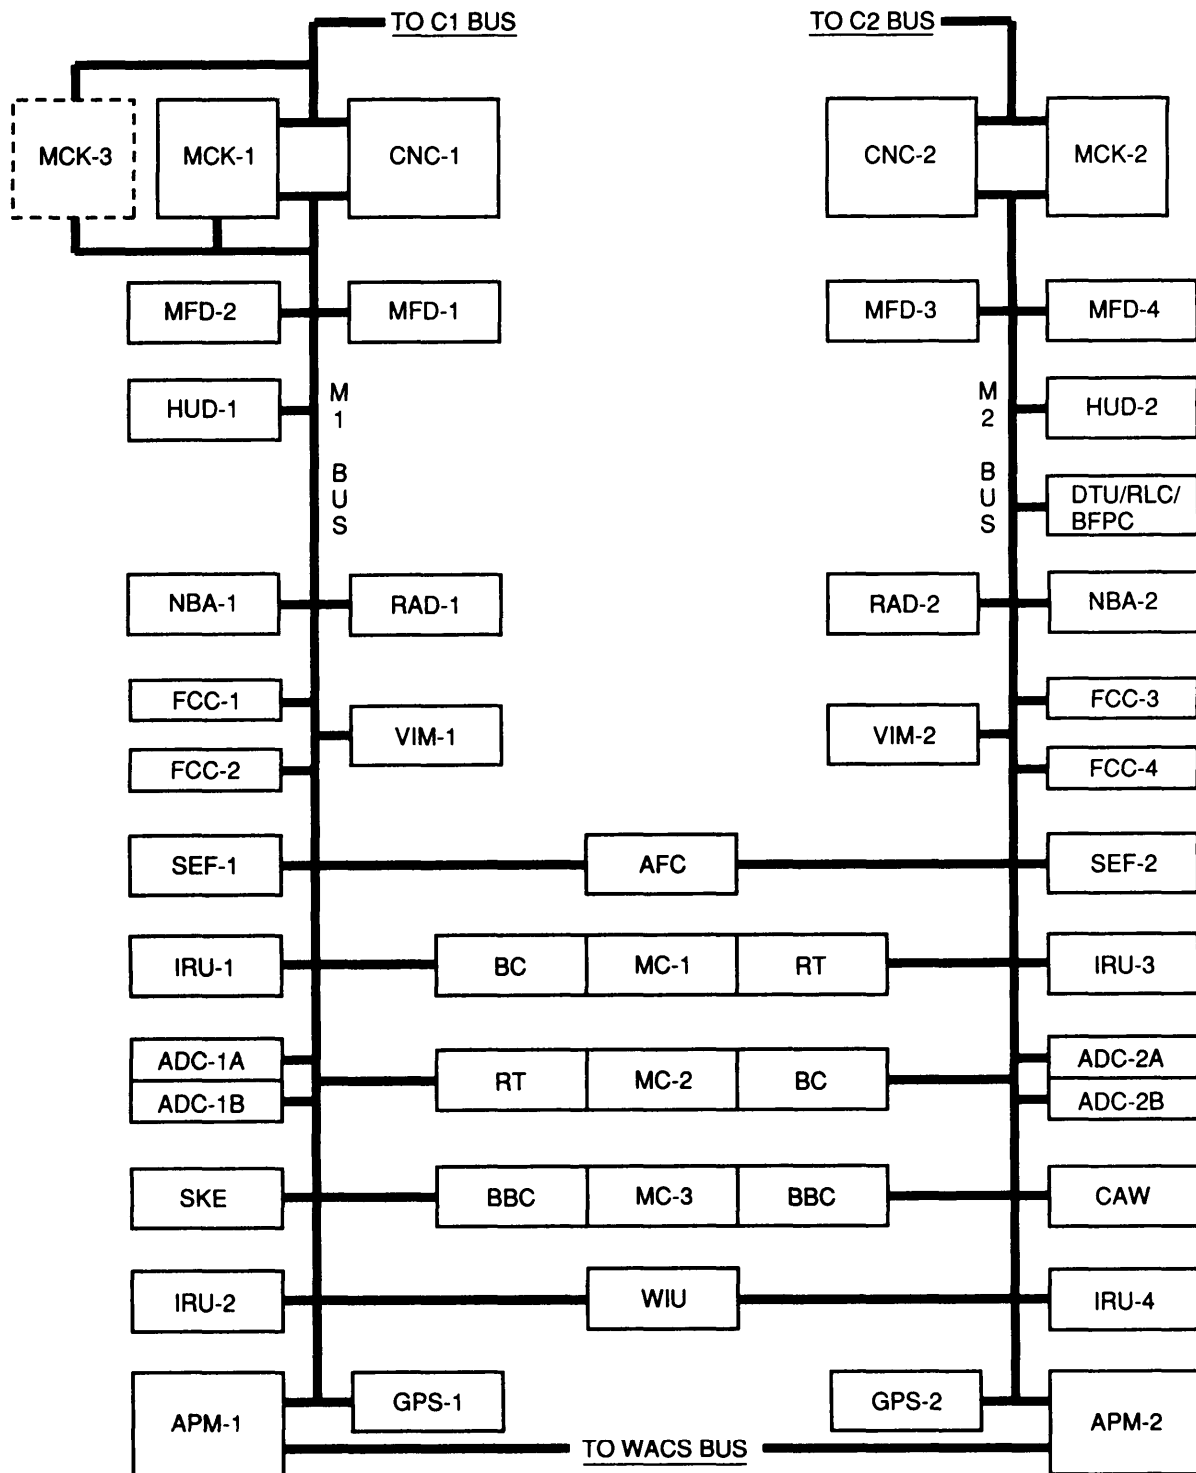 TO C1 BUS
TO C2 BUS
MCK-3
MCK-1
CNC-1
CNC-2
MCK-2
MFD-2
MFD-1
MFD-3
MFD-4
HUD-1
M1 BUS
M2 BUS
HUD-2
DTU/RLC/
BFPC
NBA-1
RAD-1
RAD-2
NBA-2
FCC-1
VIM-1
VIM-2
FCC-3
FCC-2
FCC-4
SEF-1
AFC
SEF-2
IRU-1
BC
MC-1
RT
IRU-3
ADC-1A
ADC-1B
RT
MC-2
BC
ADC-2A
ADC-2B
SKE
BBC
MC-3
BBC
CAW
IRU-2
WIU
IRU-4
APM-1
GPS-1
GPS-2
APM-2
TO WACS BUS